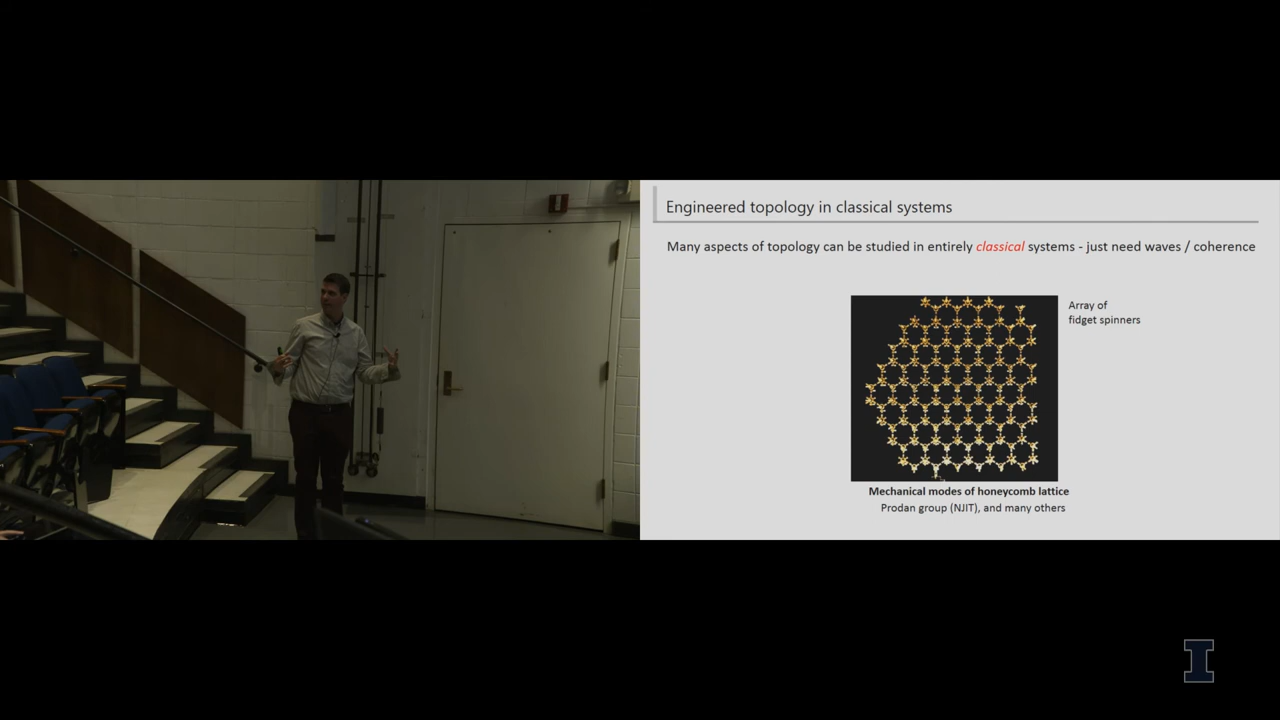 Engineered topology in classical systems
Many aspects of topology can be studied in entirely classical systems - just need waves / coherence
Array of
fidget spinners
Mechanical modes of honeycomb lattice
Prodan group (NJIT), and many others
I